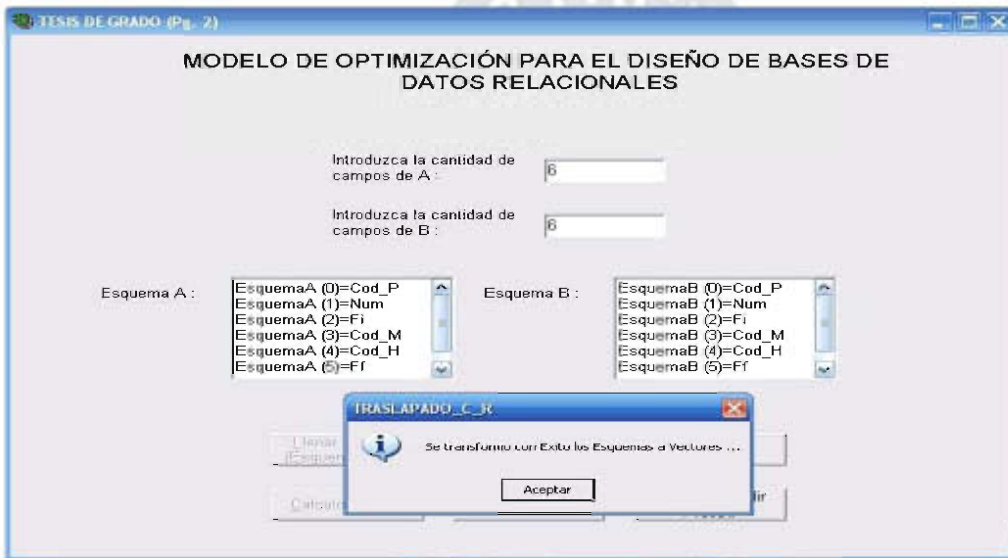 TESIS DE GRADO (Pg. 2)
MODELO DE OPTIMIZACIÓN PARA EL DISEÑO DE BASES DE
DATOS RELACIONALES
Introduzca la cantidad de
campos de A :
6
Introduzca la cantidad de
campos de B :
6
Esquema A :
EsquemaA (0)=Cod_P
EsquemaA (1)=Num
EsquemaA (2)=Fi
EsquemaA (3)=Cod_M
EsquemaA (4)=Cod_H
EsquemaA (5)=Ff
Esquema B :
EsquemaB (0)=Cod_P
EsquemaB (1)=Num
EsquemaB (2)=Fi
EsquemaB (3)=Cod_M
EsquemaB (4)=Cod_H
EsquemaB (5)=Ff
TRASLAPADO_C_R
Se transformo con Exito los Esquemas a Vectores ...
Aceptar
Llenar